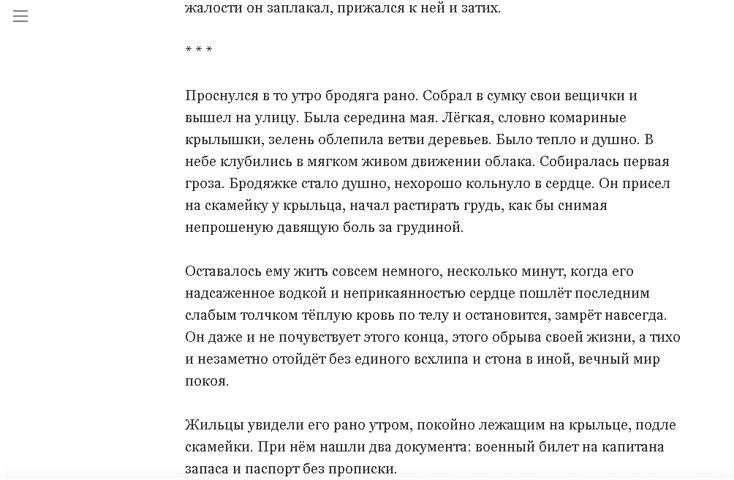 жалости он заплакал, прижался к ней и затих.
* * *
Проснулся в то утро бродяга рано. Собрал в сумку свои вещички и
вышел на улицу. Была середина мая. Лёгкая, словно комариные
крылышки, зелень облепила ветви деревьев. Было тепло и душно. В
небе клубились в мягком живом движении облака. Собиралась первая
гроза. Бродяжке стало душно, нехорошо кольнуло в сердце. Он присел
на скамейку у крыльца, начал растирать грудь, как бы снимая
непрошеную давящую боль за грудиной.
Оставалось ему жить совсем немного, несколько минут, когда его
надсаженное водкой и неприкаянностью сердце пошлёт последним
слабым толчком тёплую кровь по телу и остановится, замрёт навсегда.
Он даже и не почувствует этого конца, этого обрыва своей жизни, а тихо
и незаметно отойдёт без единого всхлипа и стона в иной, вечный мир
покоя.
Жильцы увидели его рано утром, покойно лежащим на крыльце, подле
скамейки. При нём нашли два документа: военный билет на капитана
запаса и паспорт без прописки.